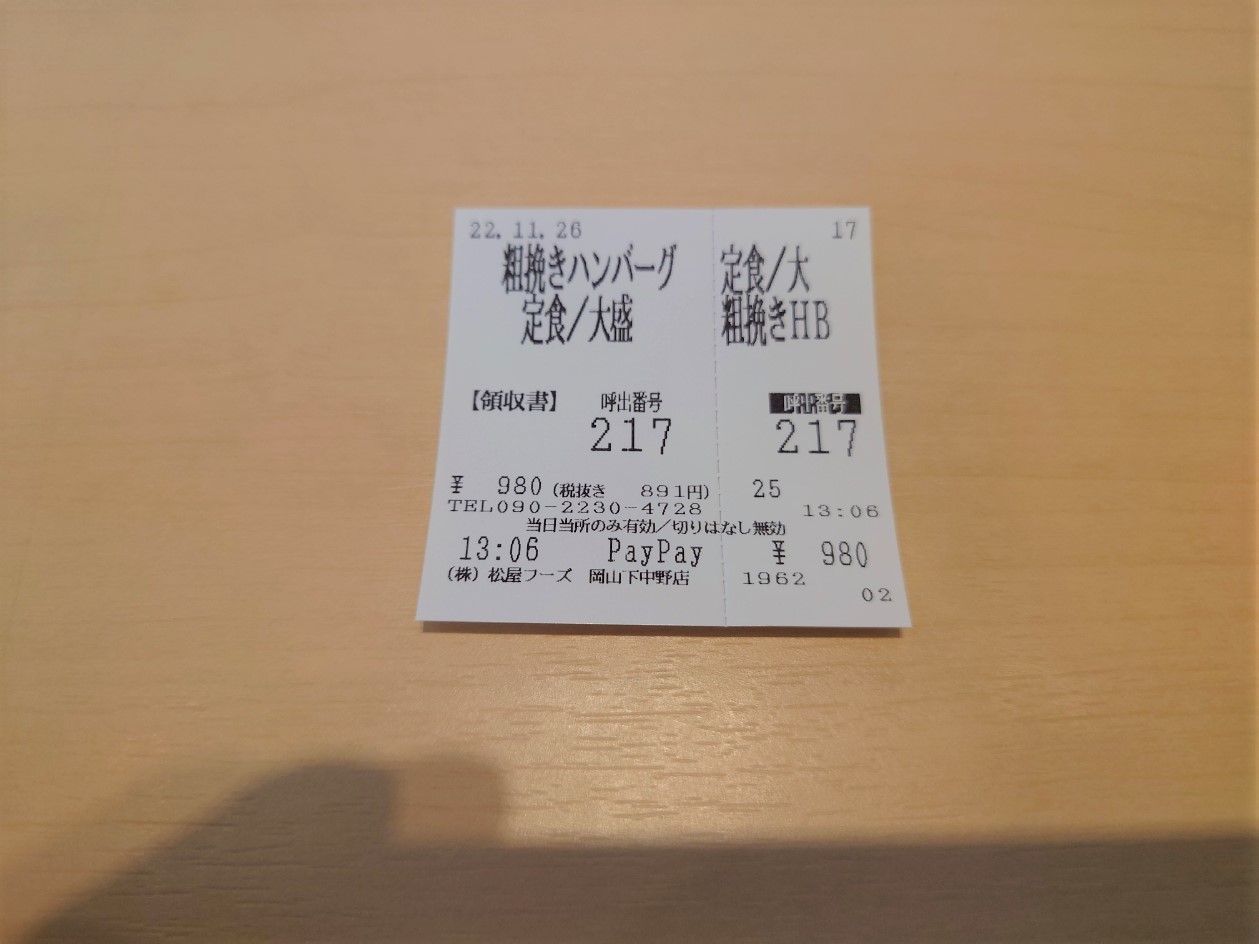 22.11.26 17
粗挽きハンバーグ 定食/大
定食/大盛 粗挽きHB
【領収書】 呼出番号 呼出番号
217 217
¥ 980 (税抜き 891円) 25
TEL090-2230-4728 13:06
当日当所のみ有効/切りはなし無効
13:06 PayPay ¥ 980
(株)松屋フーズ 岡山下中野店 1962
02